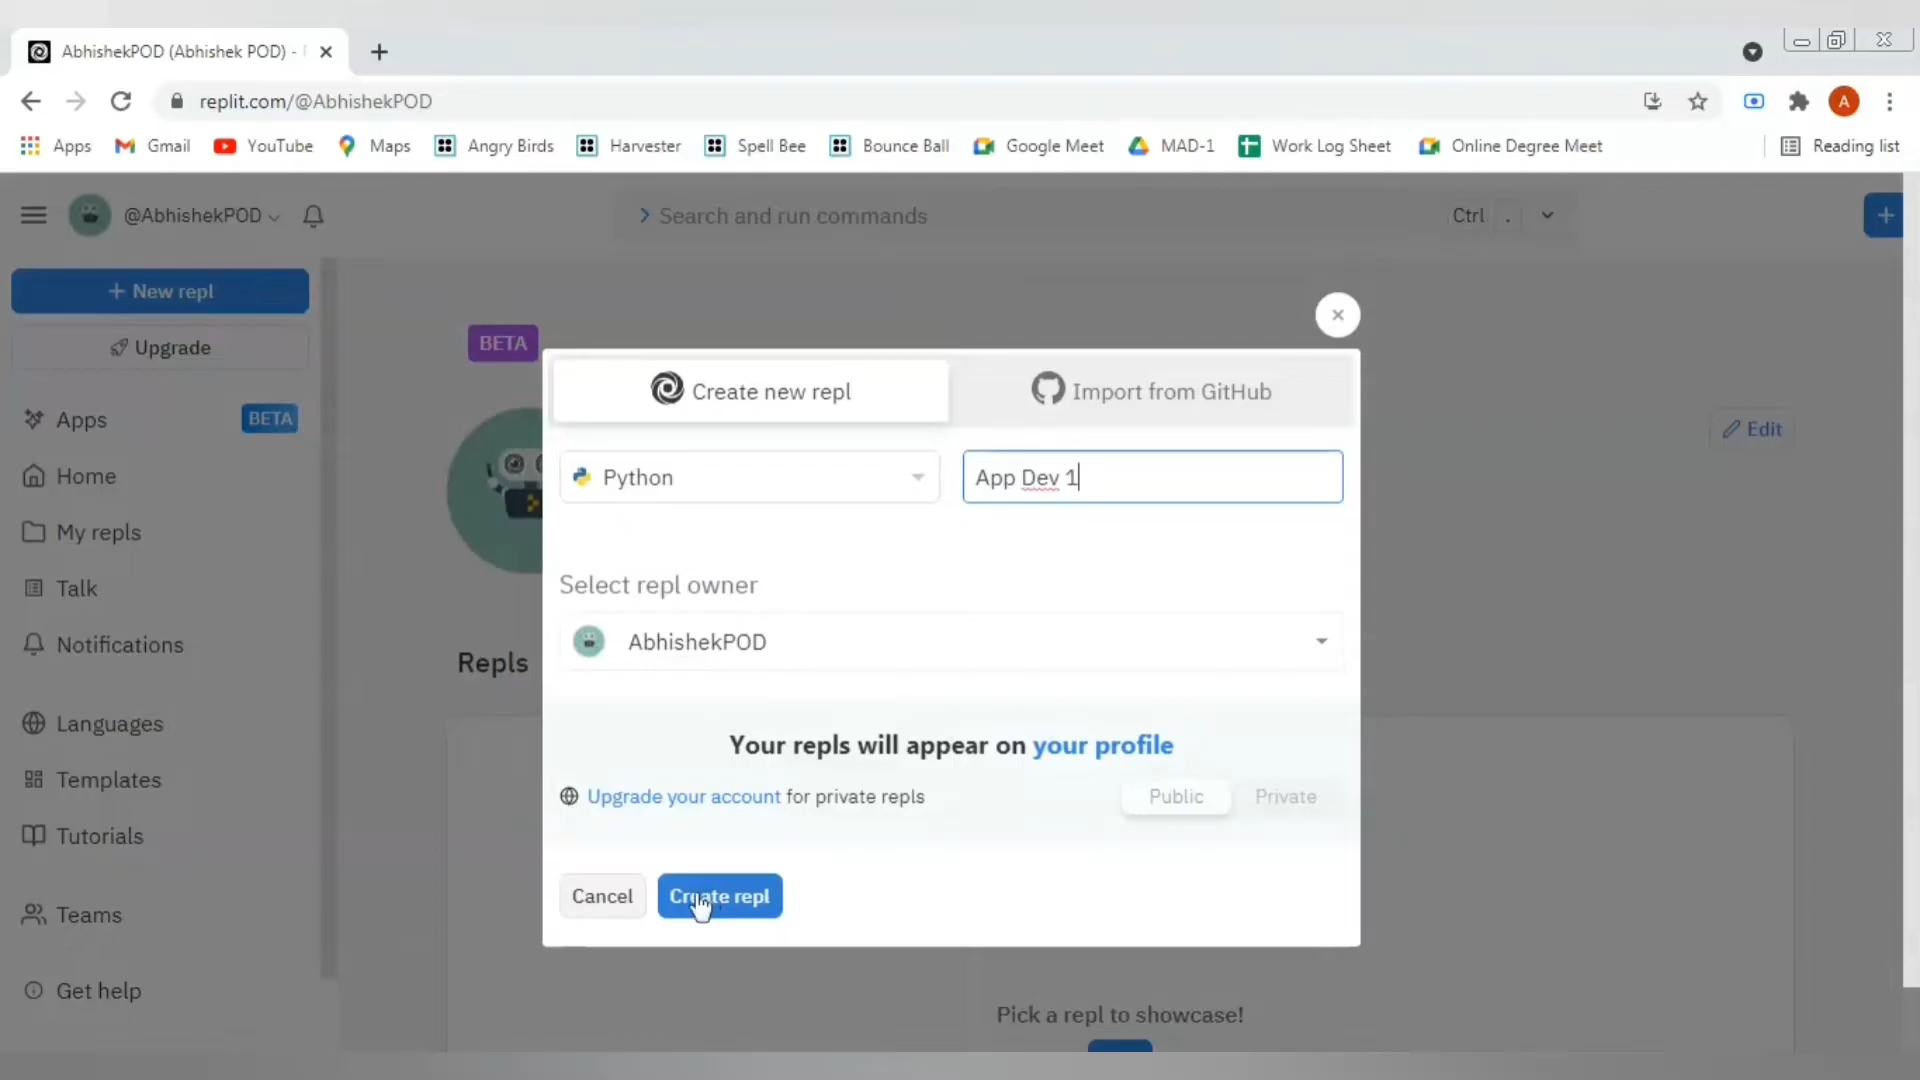 AbhishekPOD (Abhishek POD) -
replit.com/@AbhishekPOD
A
Apps Gmail YouTube Maps Angry Birds Harvester Spell Bee Bounce Ball Google Meet MAD-1 Work Log Sheet Online Degree Meet Reading list
@AbhishekPOD
Search and run commands
Ctrl .
+ New repl
Upgrade
Apps BETA
Home
My repls
Talk
Notifications
Languages
Templates
Tutorials
Teams
Get help
BETA
Edit
Repls
Create new repl
Import from GitHub
Python
App Dev 1
Select repl owner
AbhishekPOD
Your repls will appear on your profile
Upgrade your account for private repls
Public Private
Cancel
Create repl
Pick a repl to showcase!